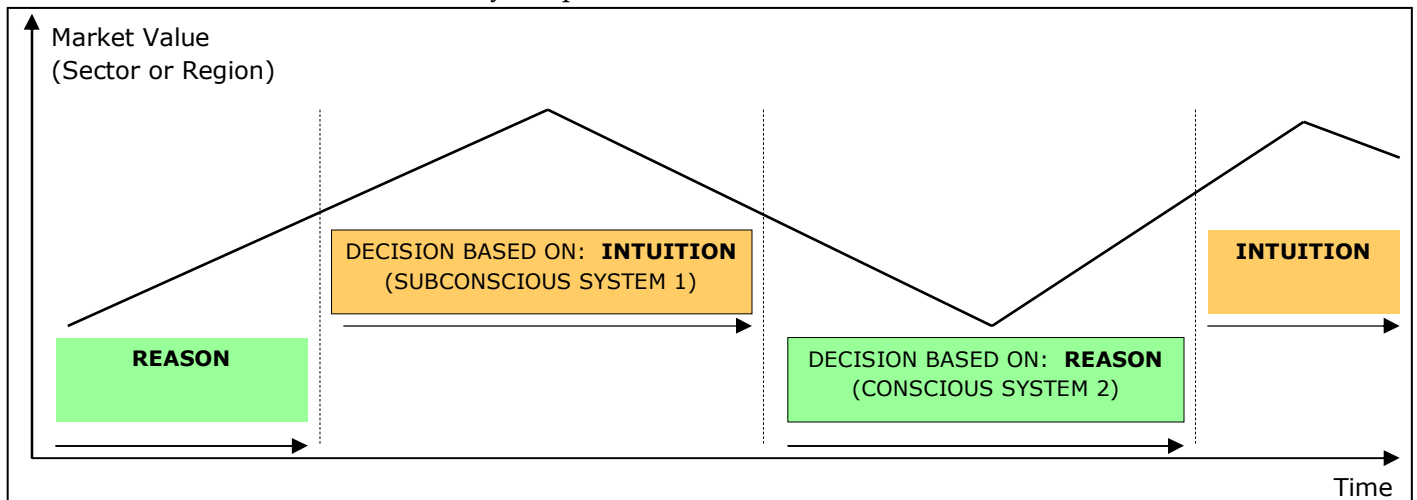 Market Value
(Sector or Region)
DECISION BASED ON: INTUITION
(SUBCONSCIOUS SYSTEM 1)
INTUITION
REASON
DECISION BASED ON: REASON
(CONSCIOUS SYSTEM 2)
Time